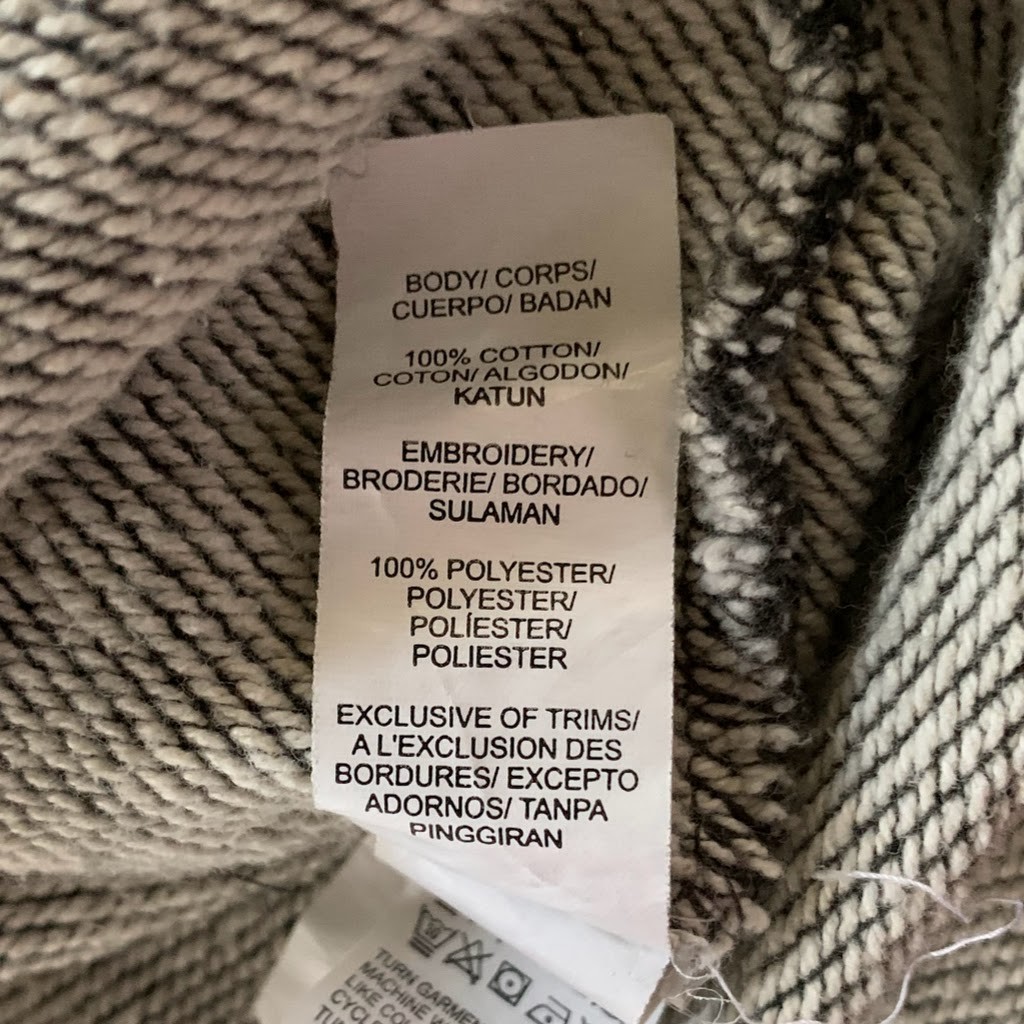 BODY/ CORPS/
CUERPO/ BADAN
100% COTTON/
COTON/ ALGODON/
KATUN
EMBROIDERY/
BRODERIE/ BORDADO/
SULAMAN
100% POLYESTER/
POLYESTER/
POLÍESTER/
POLIESTER
EXCLUSIVE OF TRIMS/
A L'EXCLUSION DES
BORDURES/ EXCEPTO
ADORNOS/ TANPA
PINGGIRAN
TURN
MACHINE
LIKE